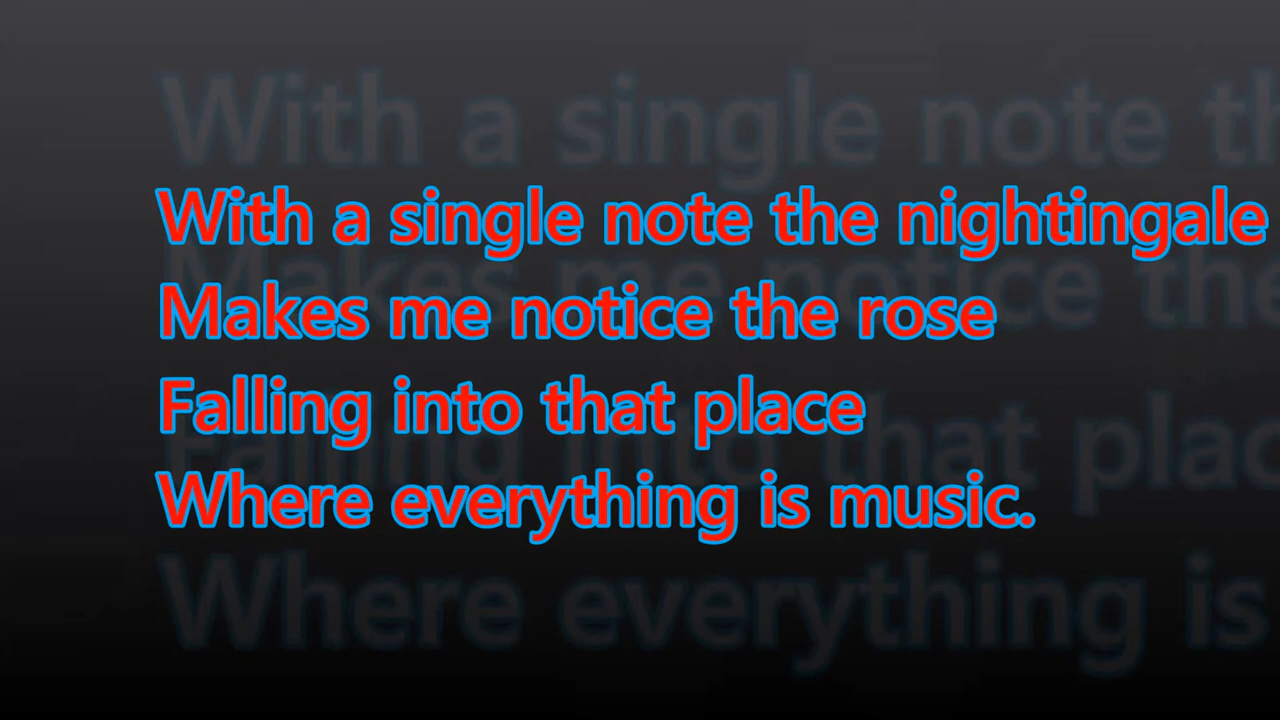 With a single note the nightingale
Makes me notice the rose
Falling into that place
Where everything is music.